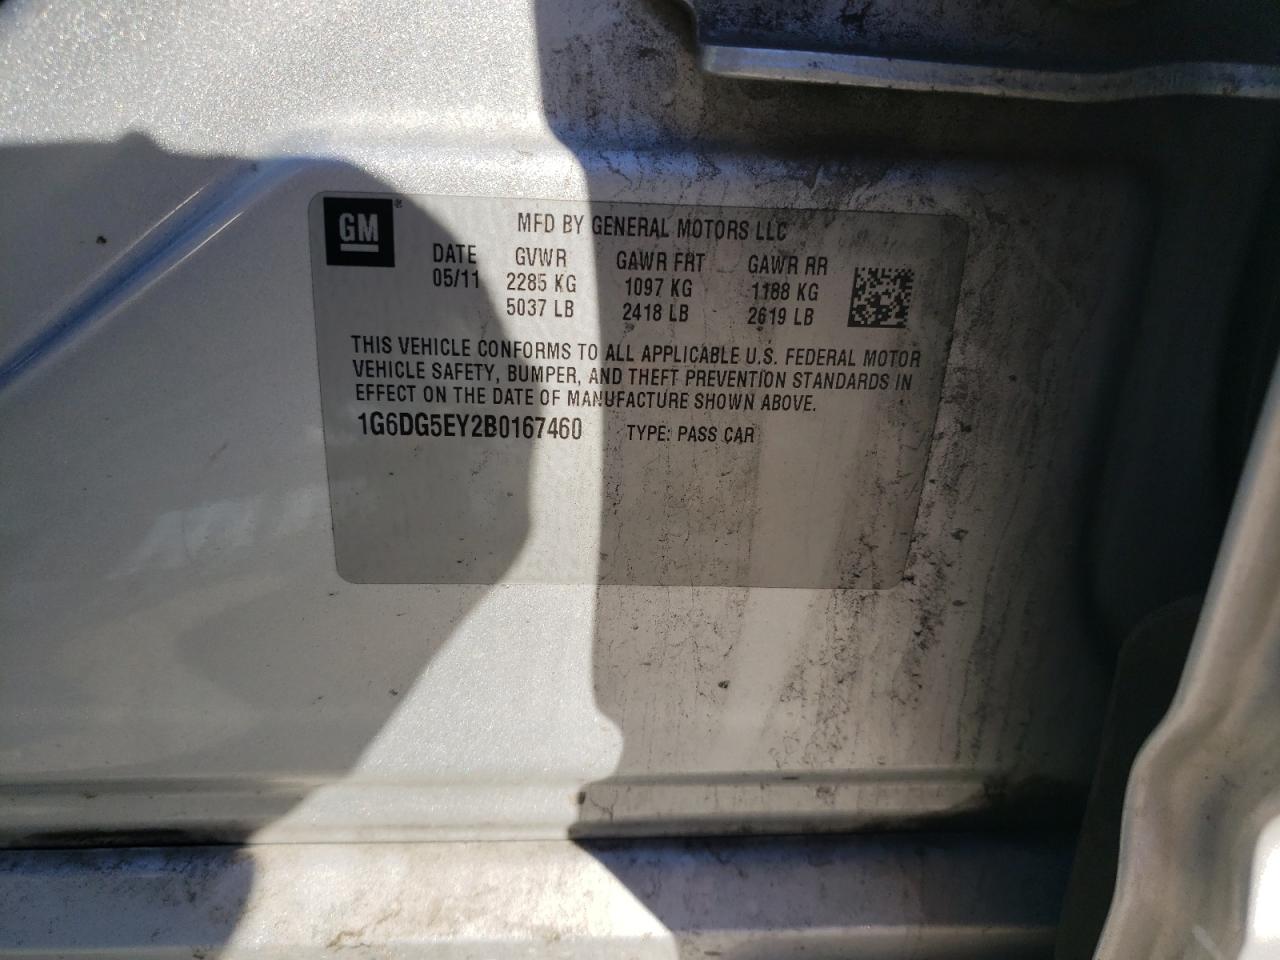 GM®
MFD BY GENERAL MOTORS LLC
DATE GVWR GAWR FRT GAWR RR
05/11 2285 KG 1097 KG 1188 KG
5037 LB 2418 LB 2619 LB
THIS VEHICLE CONFORMS TO ALL APPLICABLE U.S. FEDERAL MOTOR
VEHICLE SAFETY, BUMPER, AND THEFT PREVENTION STANDARDS IN
EFFECT ON THE DATE OF MANUFACTURE SHOWN ABOVE.
1G6DG5EY2B0167460 TYPE: PASS CAR